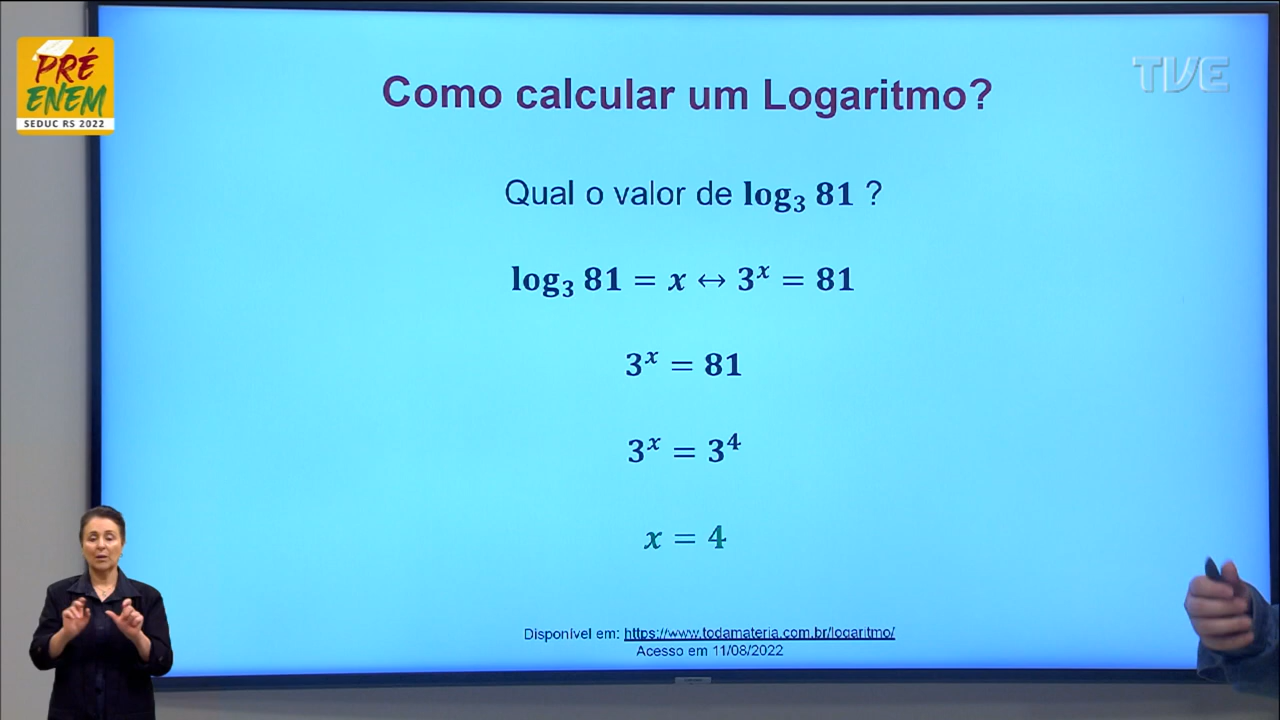 PRÉ
ENEM
SEDUC RS 2022
TVE
Como calcular um Logaritmo?
Qual o valor de log₃ 81 ?
log₃ 81 = x ↔ 3ˣ = 81
3ˣ = 81
3ˣ = 3⁴
x = 4
Disponível em: https://www.todamateria.com.br/logaritmo/
Acesso em 11/08/2022